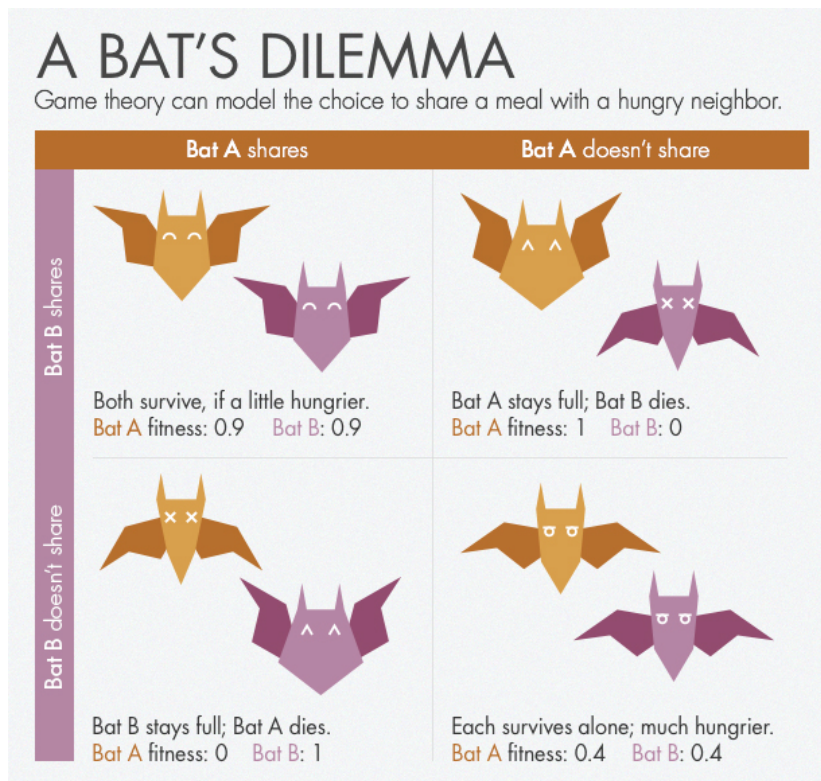 A BAT'S DILEMMA
Game theory can model the choice to share a meal with a hungry neighbor.
Bat A shares
Bat A doesn't share
Bat B shares
Both survive, if a little hungrier.
Bat A fitness: 0.9 Bat B: 0.9
Bat A stays full; Bat B dies.
Bat A fitness: 1 Bat B: 0
Bat B doesn't share
Bat B stays full; Bat A dies.
Bat A fitness: 0 Bat B: 1
Each survives alone; much hungrier.
Bat A fitness: 0.4 Bat B: 0.4